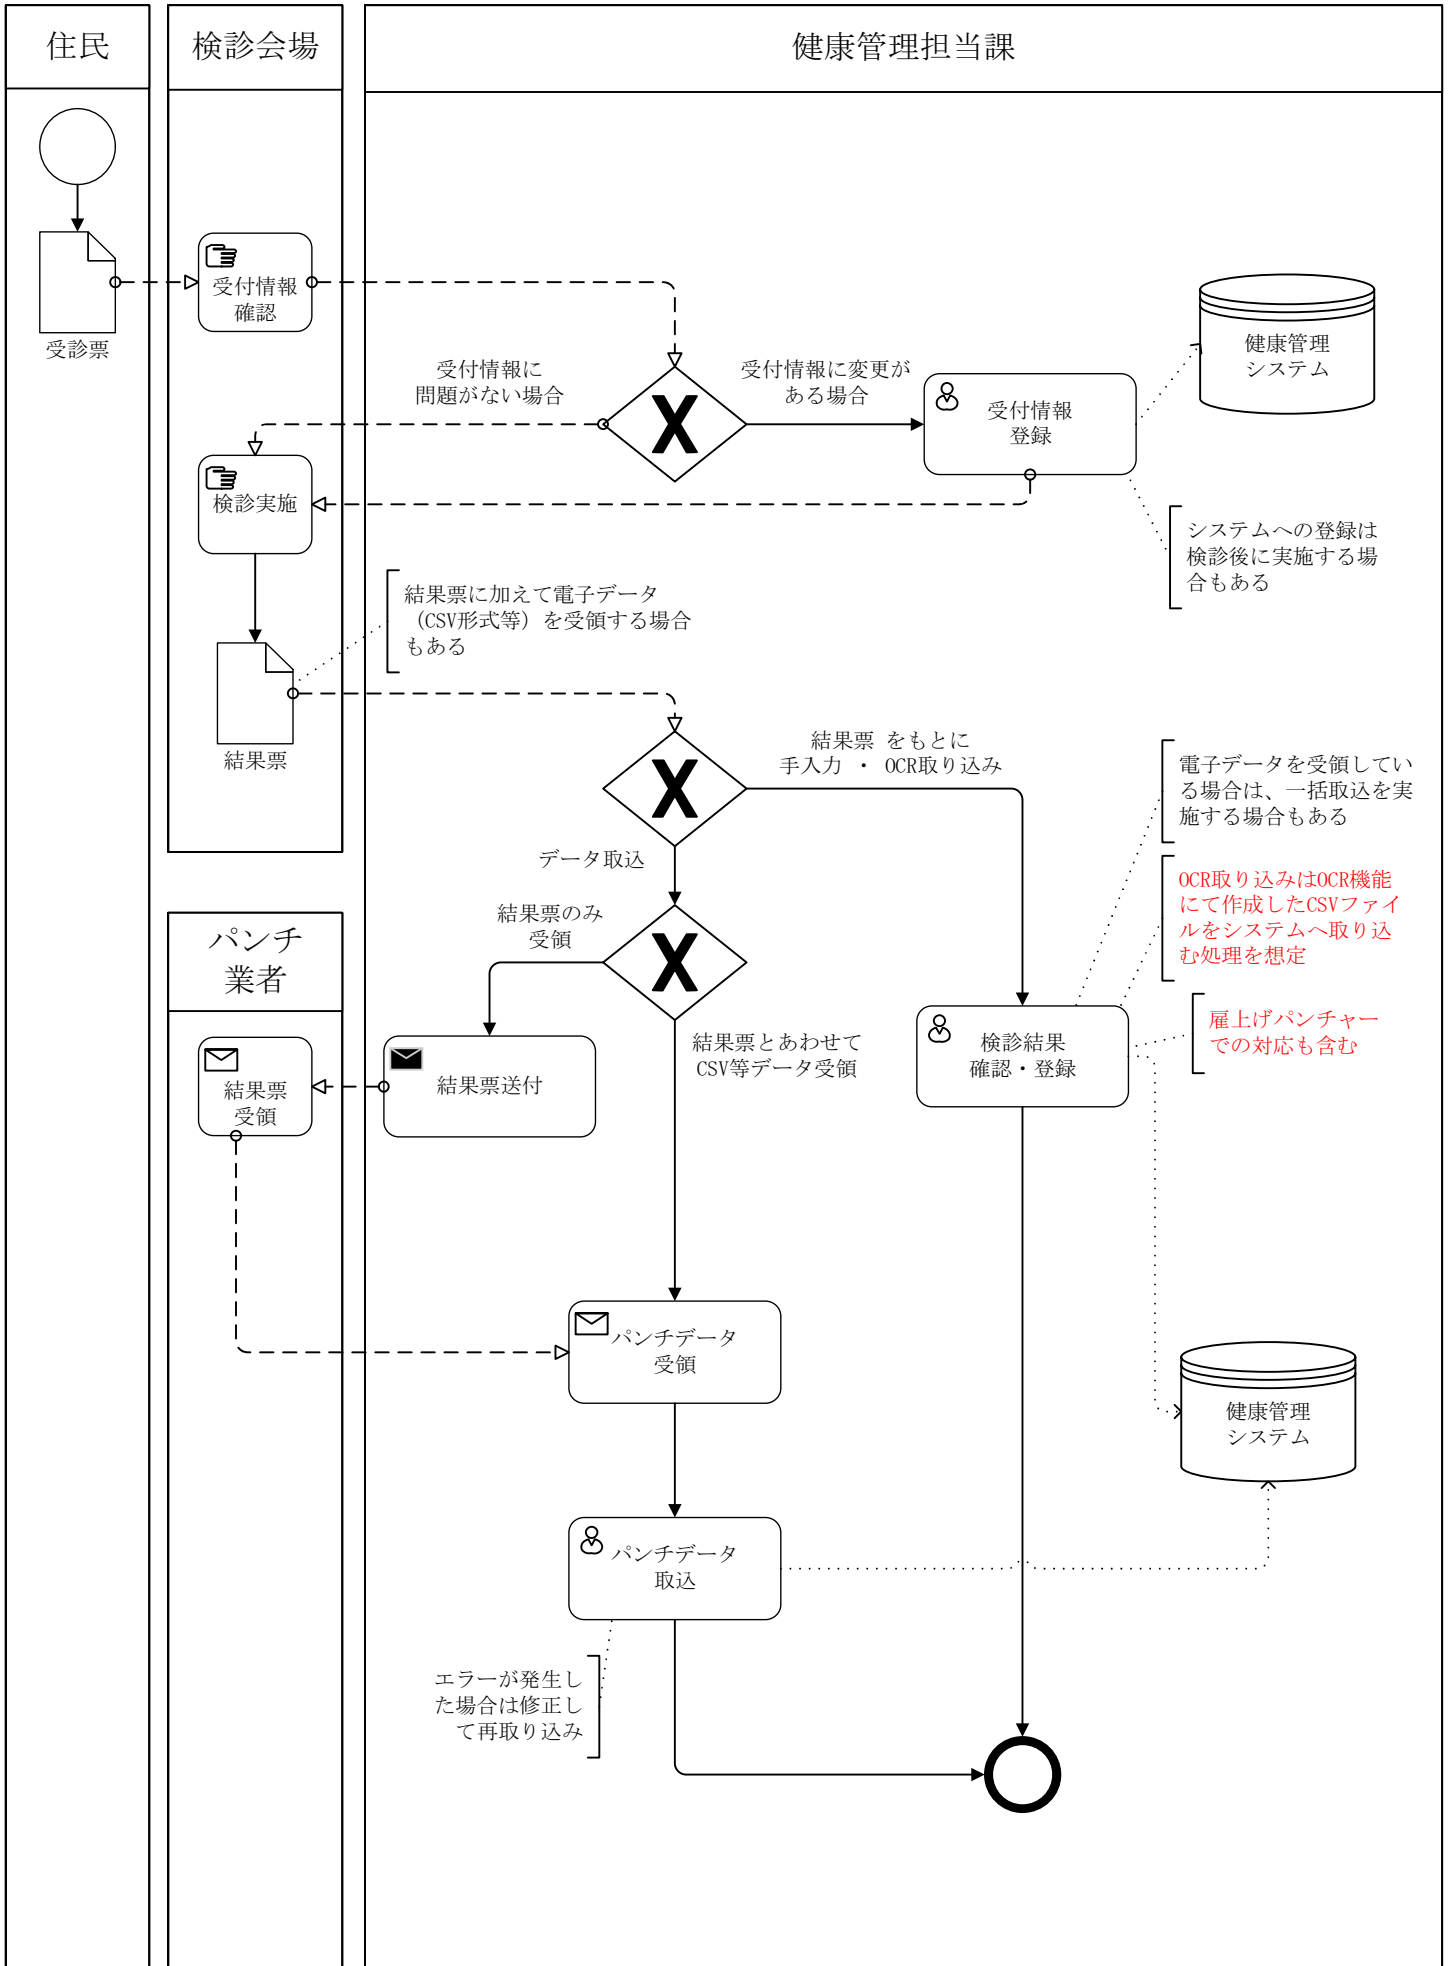 住民
検診会場
健康管理担当課
受診票
受付情報
確認
受付情報に
問題がない場合
受付情報に変更が
ある場合
受付情報
登録
健康管理
システム
検診実施
システムへの登録は
検診後に実施する場
合もある
結果票に加えて電子データ
（CSV形式等）を受領する場合
もある
結果票
結果票 をもとに
手入力 ・ OCR取り込み
電子データを受領してい
る場合は、一括取込を実
施する場合もある
データ取込
OCR取り込みはOCR機能
にて作成したCSVファイ
ルをシステムへ取り込
む処理を想定
結果票のみ
受領
パンチ
業者
結果票
受領
結果票送付
結果票とあわせて
CSV等データ受領
検診結果
確認・登録
雇上げパンチャー
での対応も含む
パンチデータ
受領
健康管理
システム
パンチデータ
取込
エラーが発生し
た場合は修正し
て再取り込み